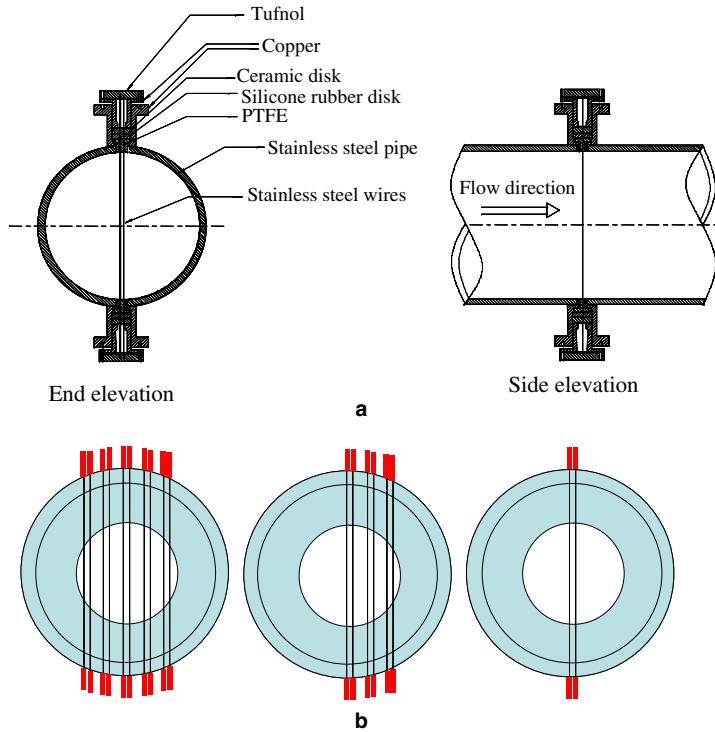 Tufnol
Copper
Ceramic disk
Silicone rubber disk
PTFE
Stainless steel pipe
Stainless steel wires
Flow direction
End elevation
Side elevation
a
b